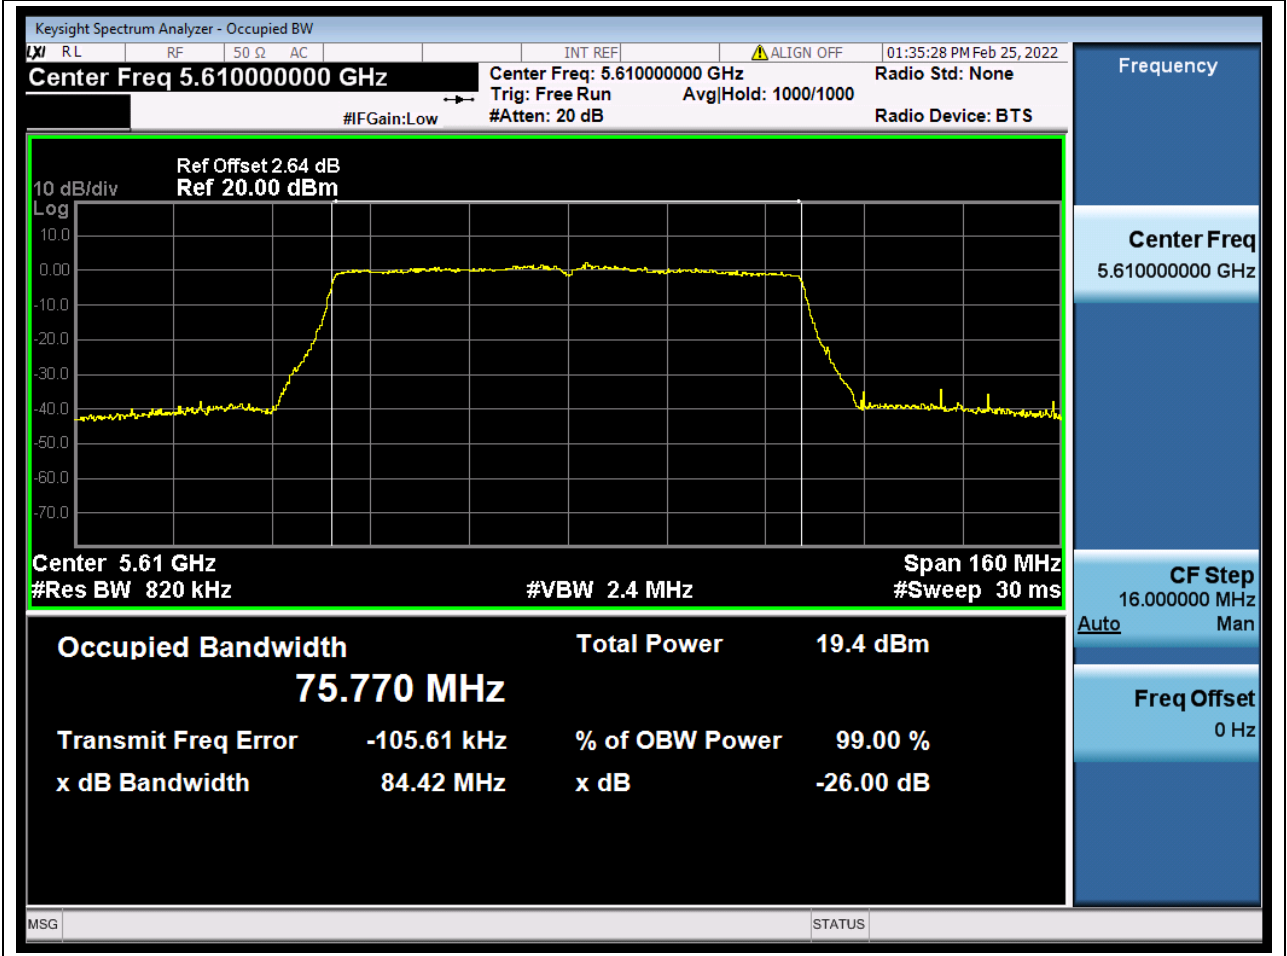 Keysight Spectrum Analyzer - Occupied BW
LXI RL RF 50 Ω AC INT REF ALIGN OFF 01:35:28 PM Feb 25, 2022
Center Freq 5.610000000 GHz
Center Freq: 5.610000000 GHz
Radio Std: None
Trig: Free Run Avg|Hold: 1000/1000
#IFGain:Low #Atten: 20 dB Radio Device: BTS
Ref Offset 2.64 dB
10 dB/div Ref 20.00 dBm
Log
10.0
0.00
-10.0
-20.0
-30.0
-40.0
-50.0
-60.0
-70.0
Center 5.61 GHz Span 160 MHz
#Res BW 820 kHz #VBW 2.4 MHz #Sweep 30 ms
Occupied Bandwidth Total Power 19.4 dBm
75.770 MHz
Transmit Freq Error -105.61 kHz % of OBW Power 99.00 %
x dB Bandwidth 84.42 MHz x dB -26.00 dB
MSG STATUS
Frequency
Center Freq
5.610000000 GHz
CF Step
16.000000 MHz
Auto Man
Freq Offset
0 Hz